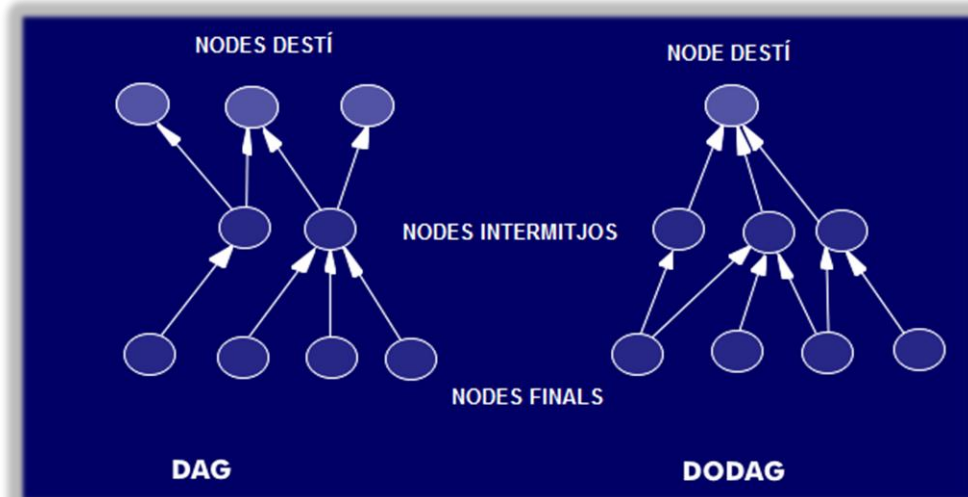 NODES DESTÍ
NODE DESTÍ
NODES INTERMITJOS
NODES FINALS
DAG
DODAG